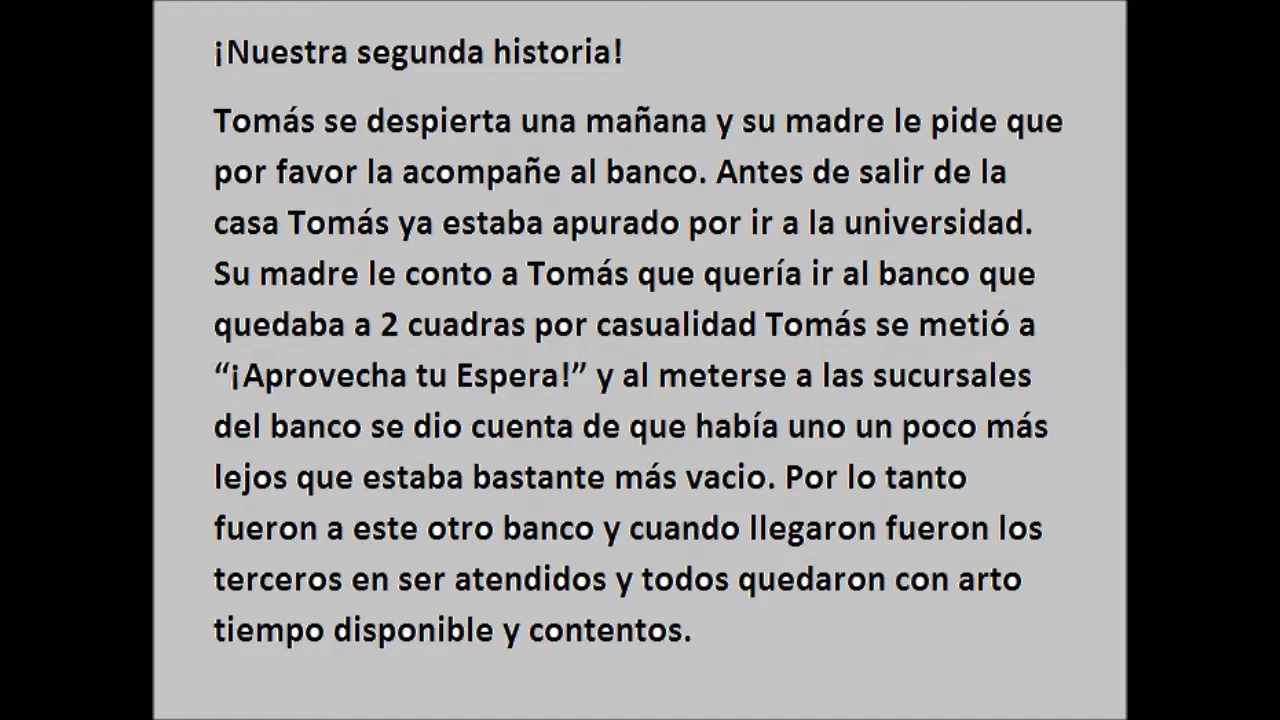 ¡Nuestra segunda historia!
Tomás se despierta una mañana y su madre le pide que
por favor la acompañe al banco. Antes de salir de la
casa Tomás ya estaba apurado por ir a la universidad.
Su madre le conto a Tomás que quería ir al banco que
quedaba a 2 cuadras por casualidad Tomás se metió a
“¡Aprovecha tu Espera!” y al meterse a las sucursales
del banco se dio cuenta de que había uno un poco más
lejos que estaba bastante más vacio. Por lo tanto
fueron a este otro banco y cuando llegaron fueron los
terceros en ser atendidos y todos quedaron con arto
tiempo disponible y contentos.